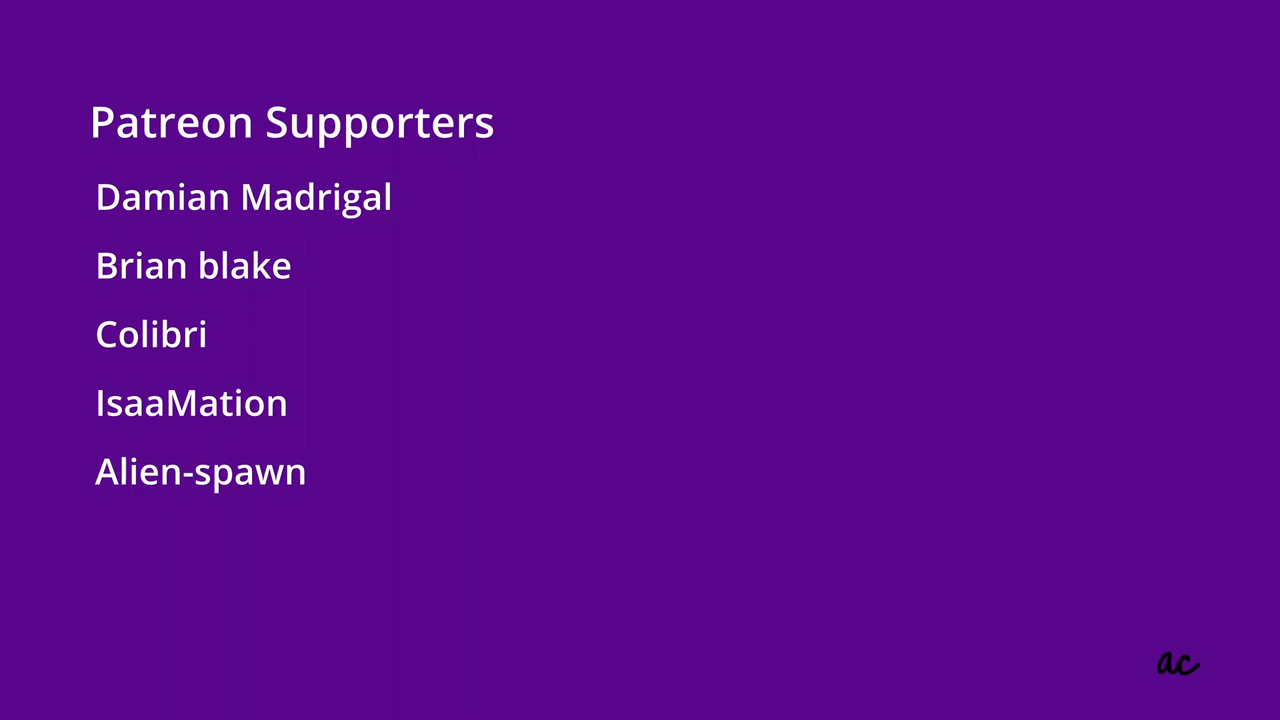 Patreon Supporters
Damian Madrigal
Brian blake
Colibri
IsaaMation
Alien-spawn
ac